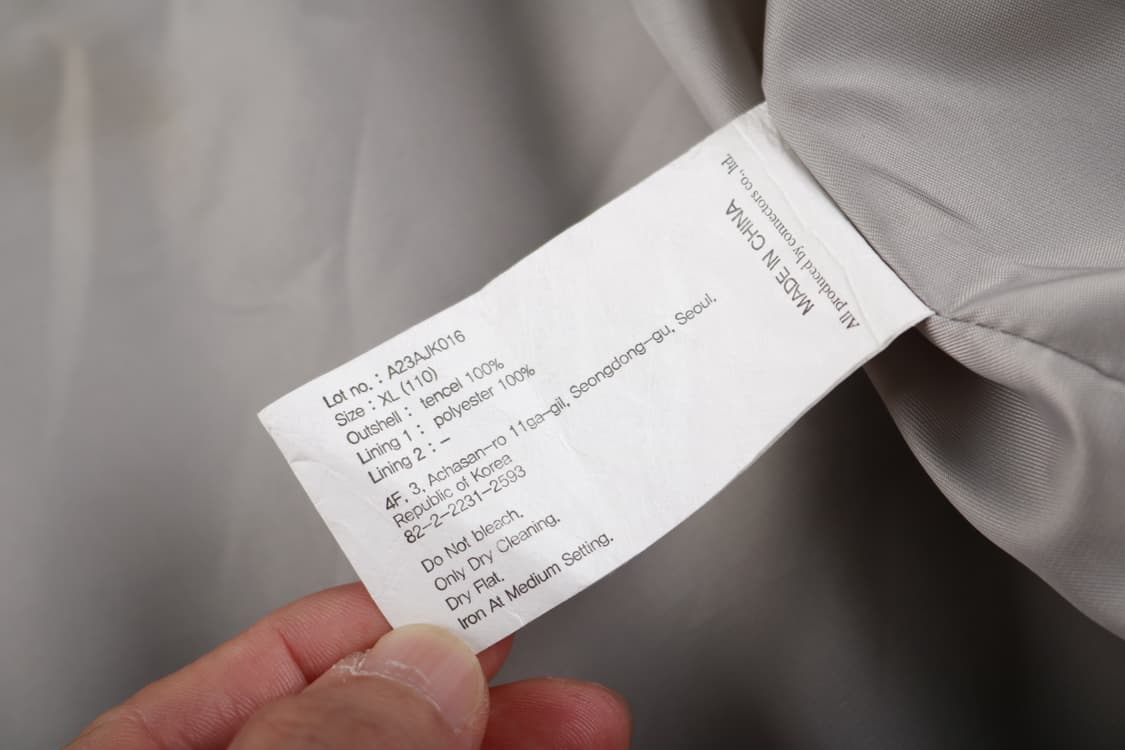 Lot no. : A23AJK016
Size : XL (110)
Outshell : tencel 100%
Lining 1 : polyester 100%
Lining 2 : –
4F, 3, Achasan-ro 11ga-gil, Seongdong-gu, Seoul,
Republic of Korea
82-2-2231-2593
Do Not bleach.
Only Dry Cleaning.
Dry Flat.
Iron At Medium Setting.
MADE IN CHINA
All produced by connectors co., ltd.